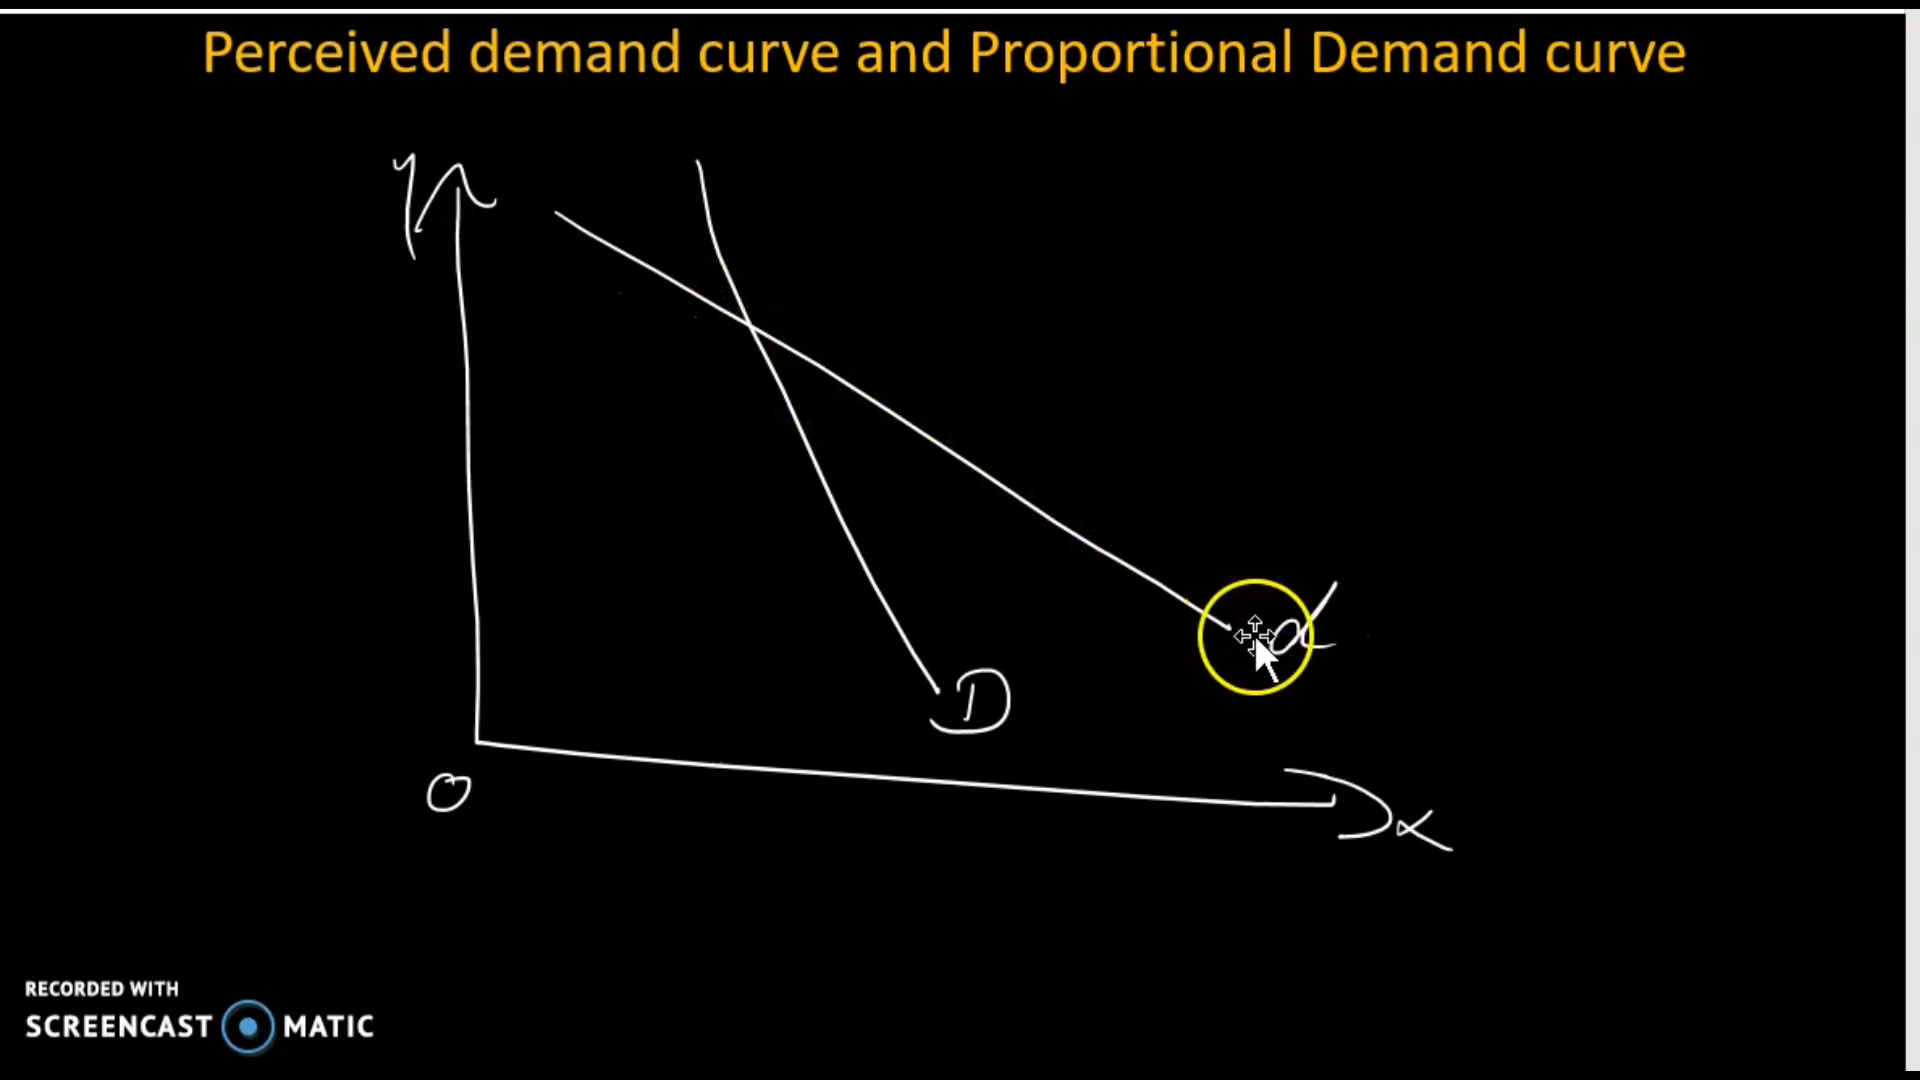 Perceived demand curve and Proportional Demand curve
Y
d
D
O
x
RECORDED WITH
SCREENCAST MATIC